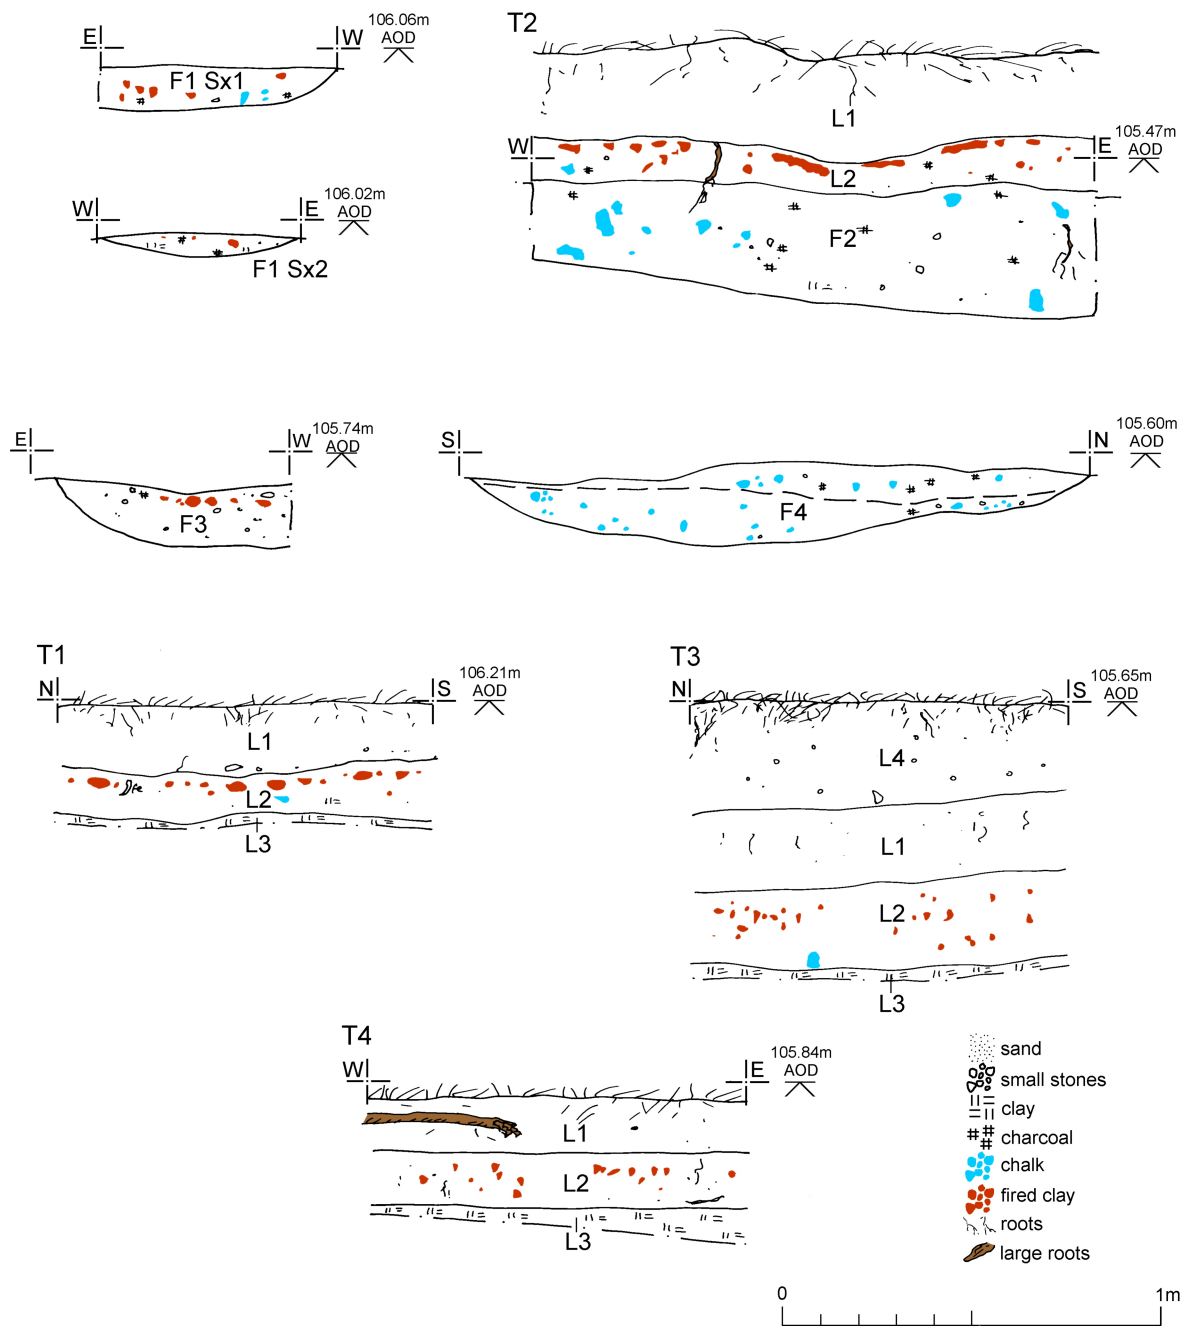 E
W
106.06m
AOD
F1 Sx1
T2
L1
W
E
105.47m
AOD
L2
F2
W
E
106.02m
AOD
F1 Sx2
E
W
105.74m
AOD
F3
S
N
105.60m
AOD
F4
T1
N
S
106.21m
AOD
L1
Fe
L2
L3
T3
N
S
105.65m
AOD
L4
L1
L2
L3
T4
W
E
105.84m
AOD
L1
L2
L3
sand
small stones
clay
charcoal
chalk
fired clay
roots
large roots
0 1m